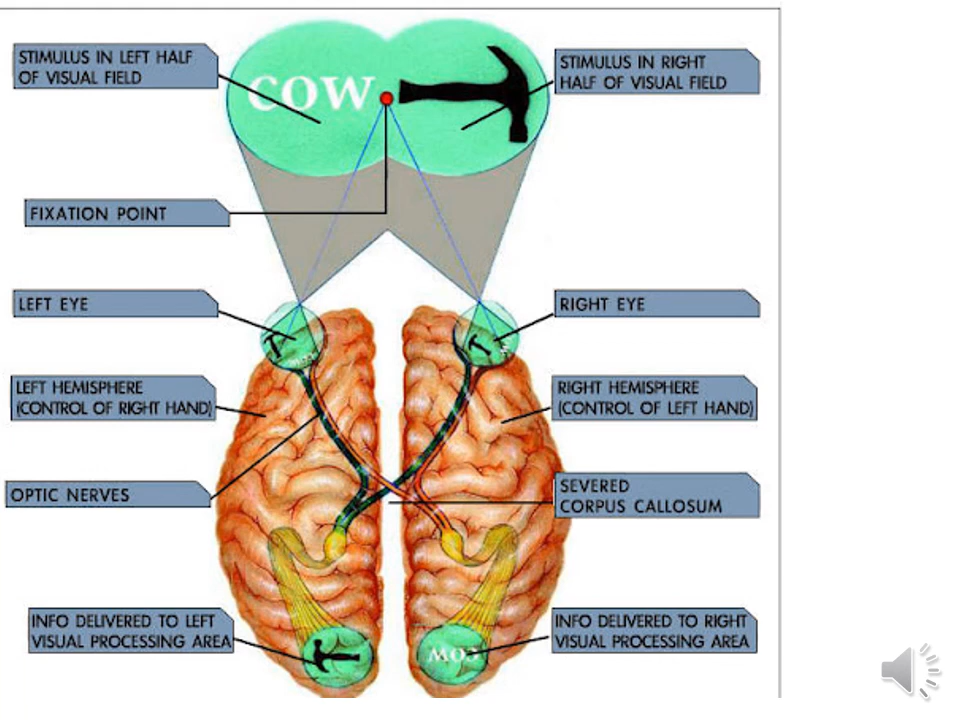 STIMULUS IN LEFT HALF
OF VISUAL FIELD
STIMULUS IN RIGHT
HALF OF VISUAL FIELD
COW
FIXATION POINT
LEFT EYE
RIGHT EYE
LEFT HEMISPHERE
(CONTROL OF RIGHT HAND)
RIGHT HEMISPHERE
(CONTROL OF LEFT HAND)
OPTIC NERVES
SEVERED
CORPUS CALLOSUM
INFO DELIVERED TO LEFT
VISUAL PROCESSING AREA
INFO DELIVERED TO RIGHT
VISUAL PROCESSING AREA
COW